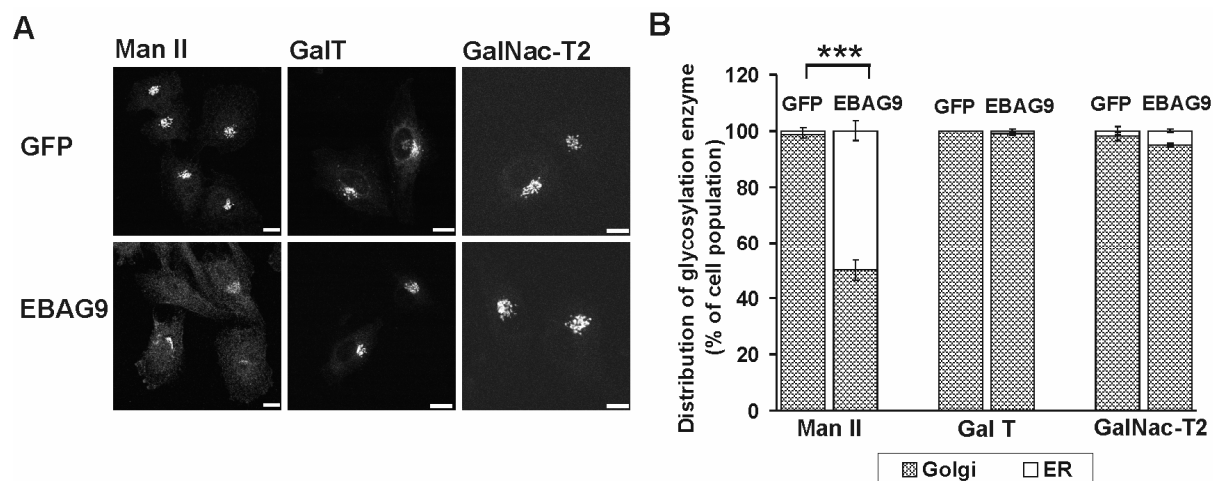 A
Man II GalT GalNac-T2
GFP
EBAG9
B
***
GFP EBAG9 GFP EBAG9 GFP EBAG9
Distribution of glycosylation enzyme
(% of cell population)
120
100
80
60
40
20
0
Man II Gal T GalNac-T2
Golgi ER